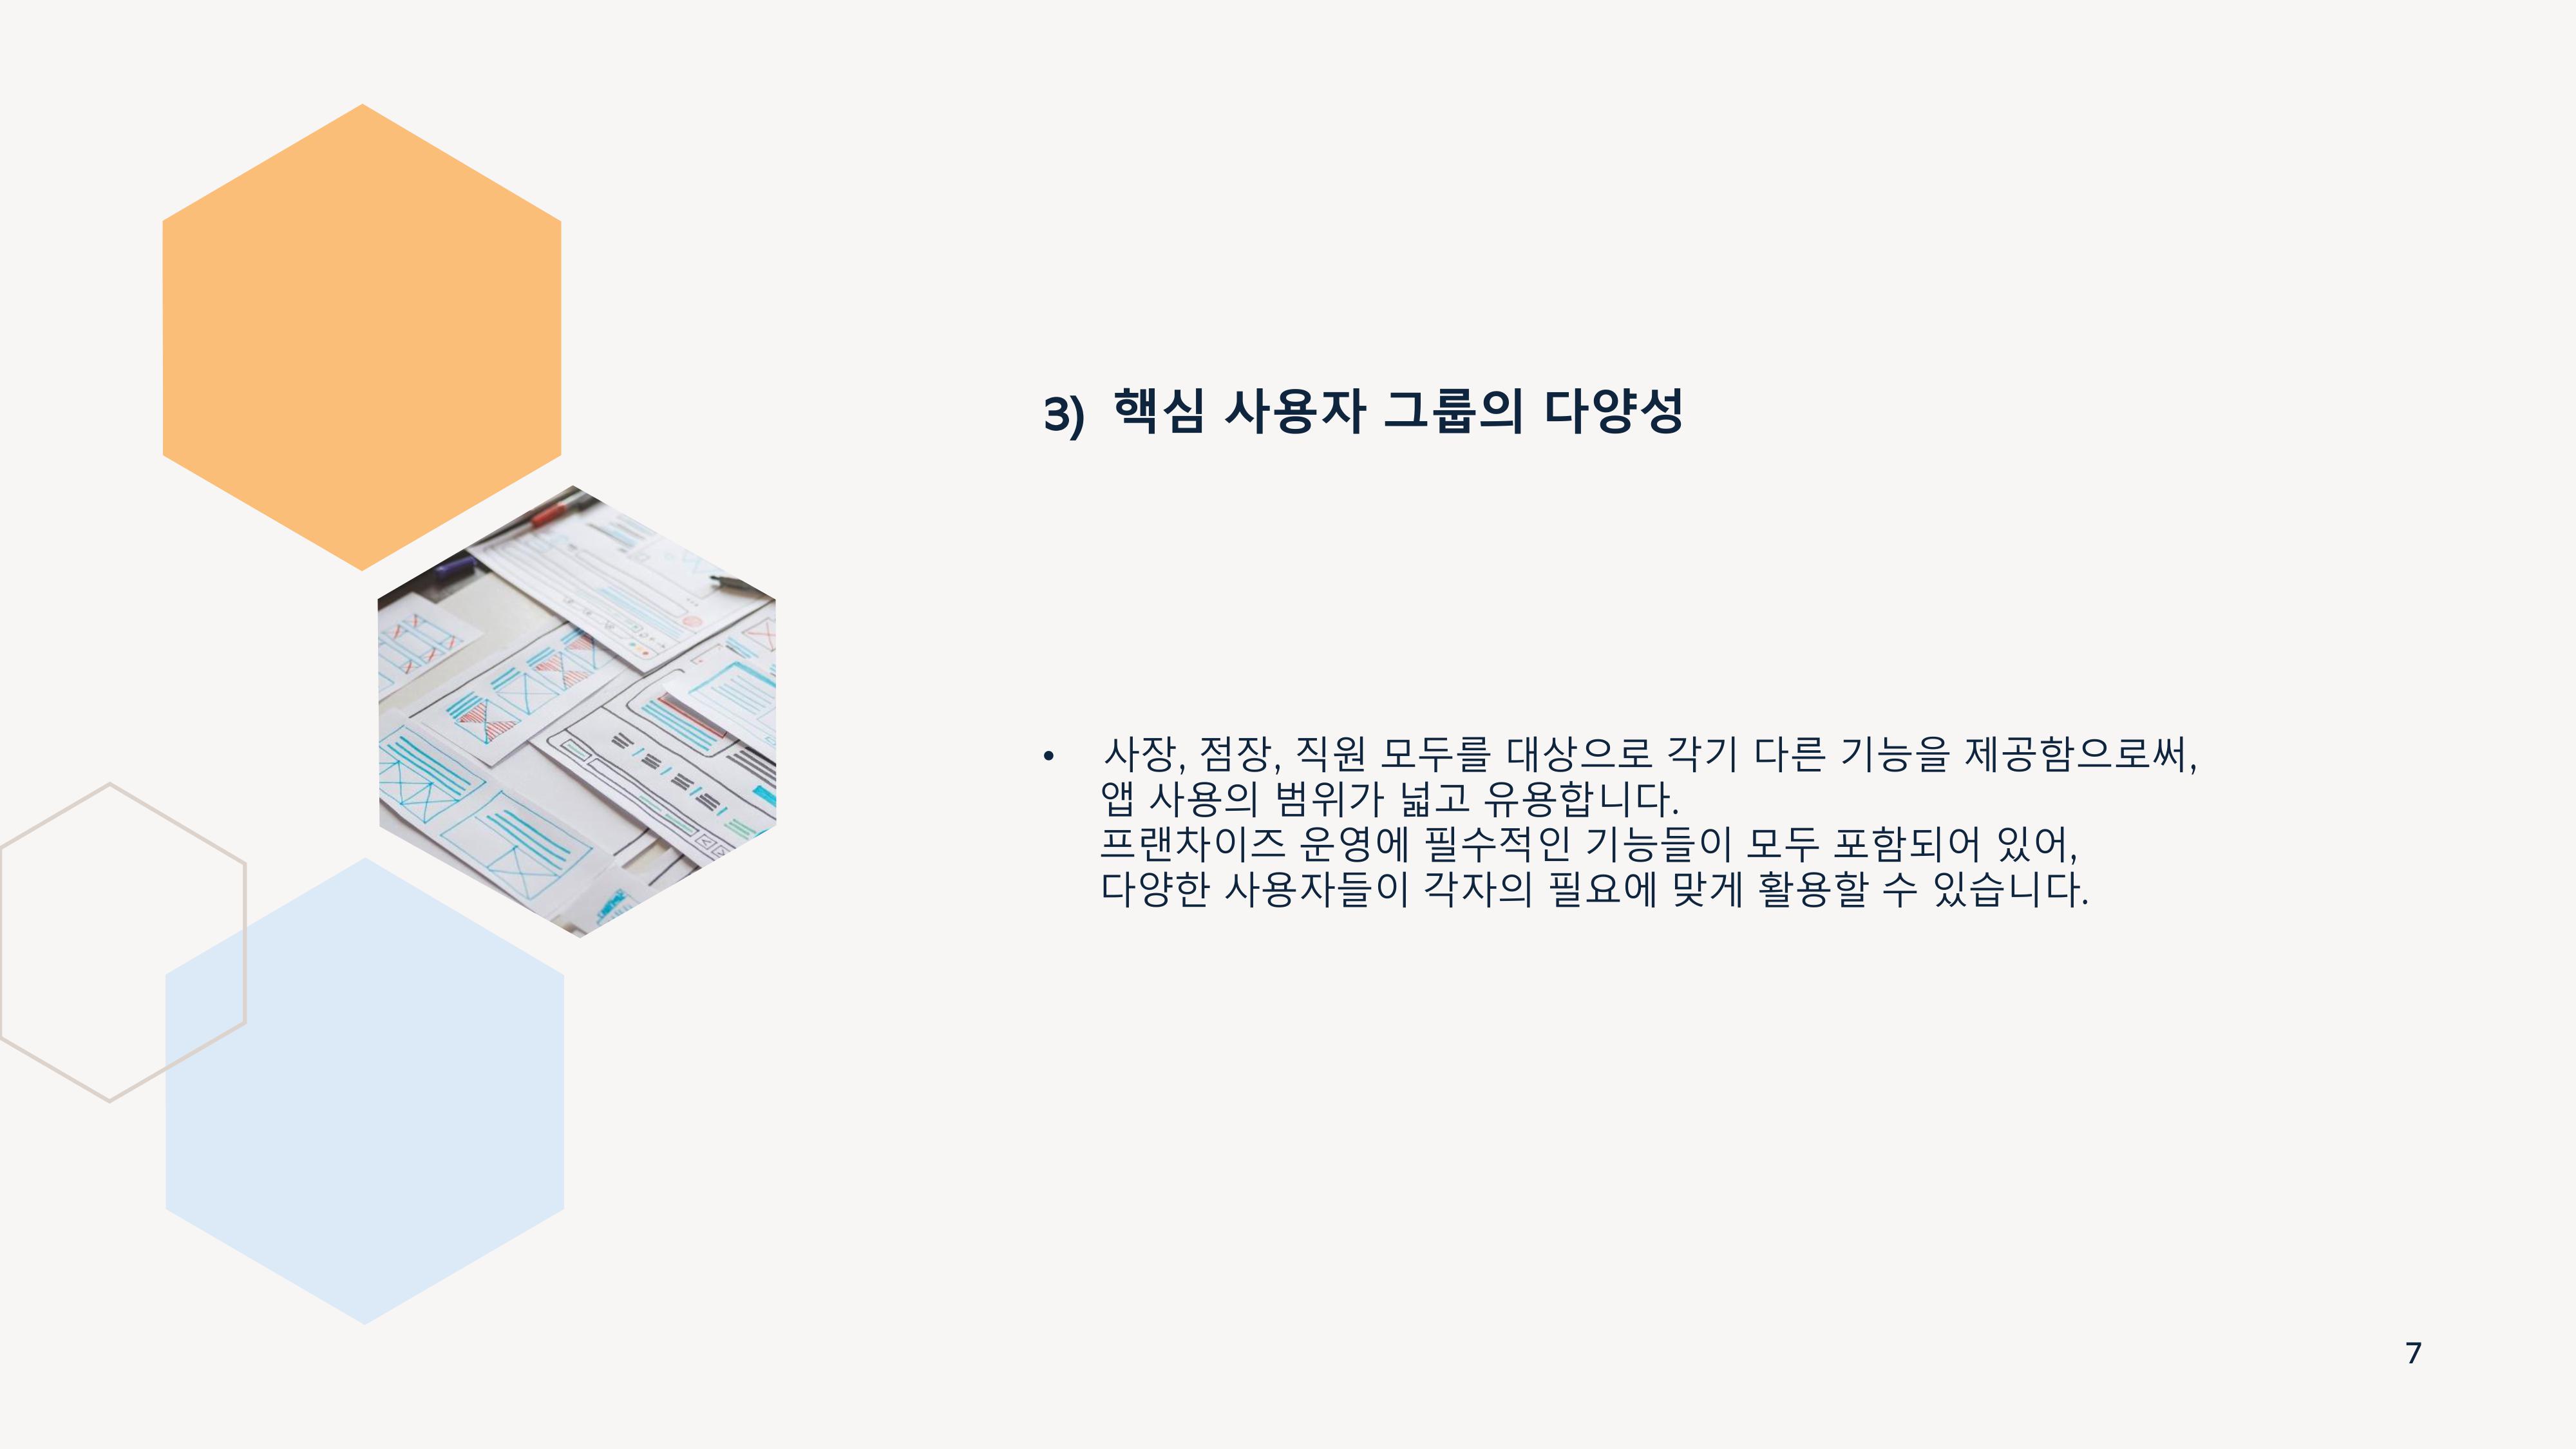 3) 핵심 사용자 그룹의 다양성
• 사장, 점장, 직원 모두를 대상으로 각기 다른 기능을 제공함으로써,
앱 사용의 범위가 넓고 유용합니다.
프랜차이즈 운영에 필수적인 기능들이 모두 포함되어 있어,
다양한 사용자들이 각자의 필요에 맞게 활용할 수 있습니다.
7